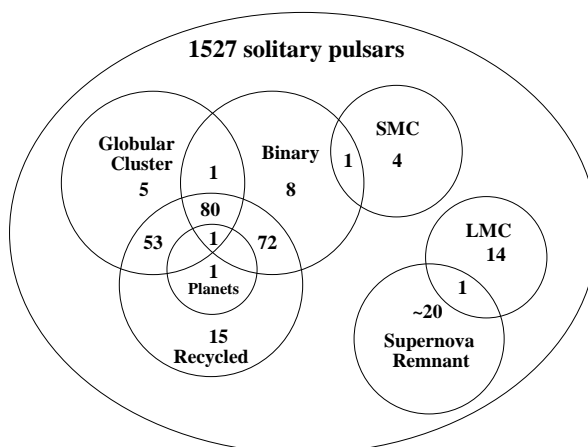 1527 solitary pulsars
SMC
Globular
Cluster
Binary
1
1
4
5
8
80
LMC
53
1
72
14
1
1
Planets
~20
15
Supernova
Recycled
Remnant